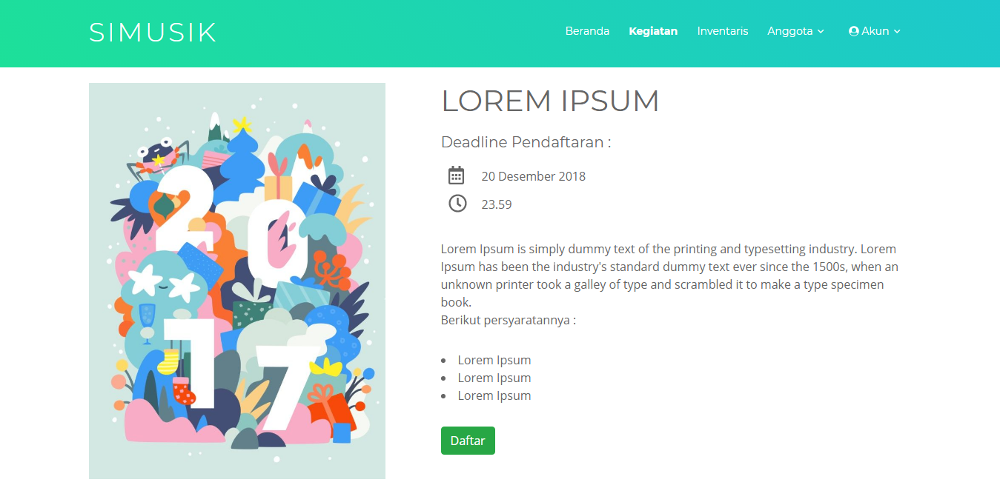 SIMUSIK
Beranda Kegiatan Inventaris Anggota Akun
2017
LOREM IPSUM
Deadline Pendaftaran :
20 Desember 2018
23.59
Lorem Ipsum is simply dummy text of the printing and typesetting industry. Lorem
Ipsum has been the industry's standard dummy text ever since the 1500s, when an
unknown printer took a galley of type and scrambled it to make a type specimen
book.
Berikut persyaratannya :
Lorem Ipsum
Lorem Ipsum
Lorem Ipsum
Daftar